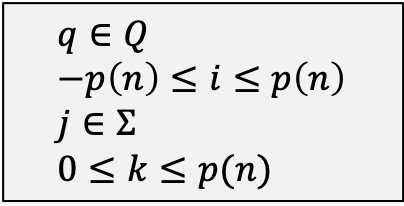 q ∈ Q
−p(n) ≤ i ≤ p(n)
j ∈ Σ
0 ≤ k ≤ p(n)